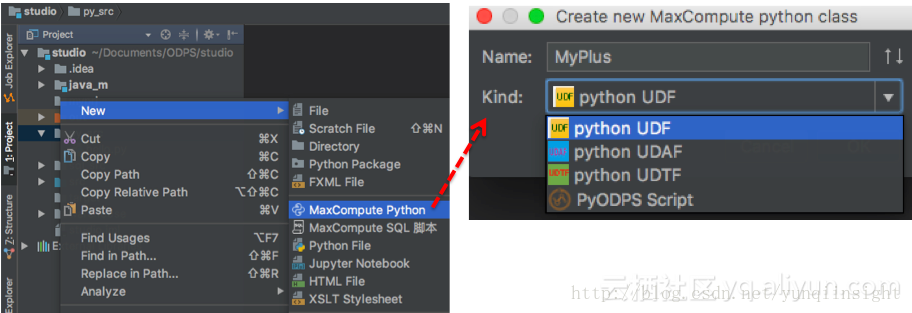 studio
py_src
Project
studio ~/Documents/ODPS/studio
.idea
java_m
Job Explorer
1: Project
Z: Structure
Explorer
New
Cut ⌘X
Copy ⌘C
Copy Path ⇧⌘C
Copy Relative Path ⌥⇧⌘C
Paste ⌘V
Find Usages ⌥F7
Find in Path... ⇧⌘F
Replace in Path... ⇧⌘R
Analyze
File
Scratch File ⇧⌘N
Directory
Python Package
FXML File
MaxCompute Python
MaxCompute SQL 脚本
Python File
Jupyter Notebook
HTML File
XSLT Stylesheet
Create new MaxCompute python class
Name: MyPlus
Kind: UDF python UDF
UDF python UDF
python UDAF
UDTF python UDTF
PyODPS Script
云栖社区 yq.aliyun.com
http://blog.csdn.net/yunqiinsight